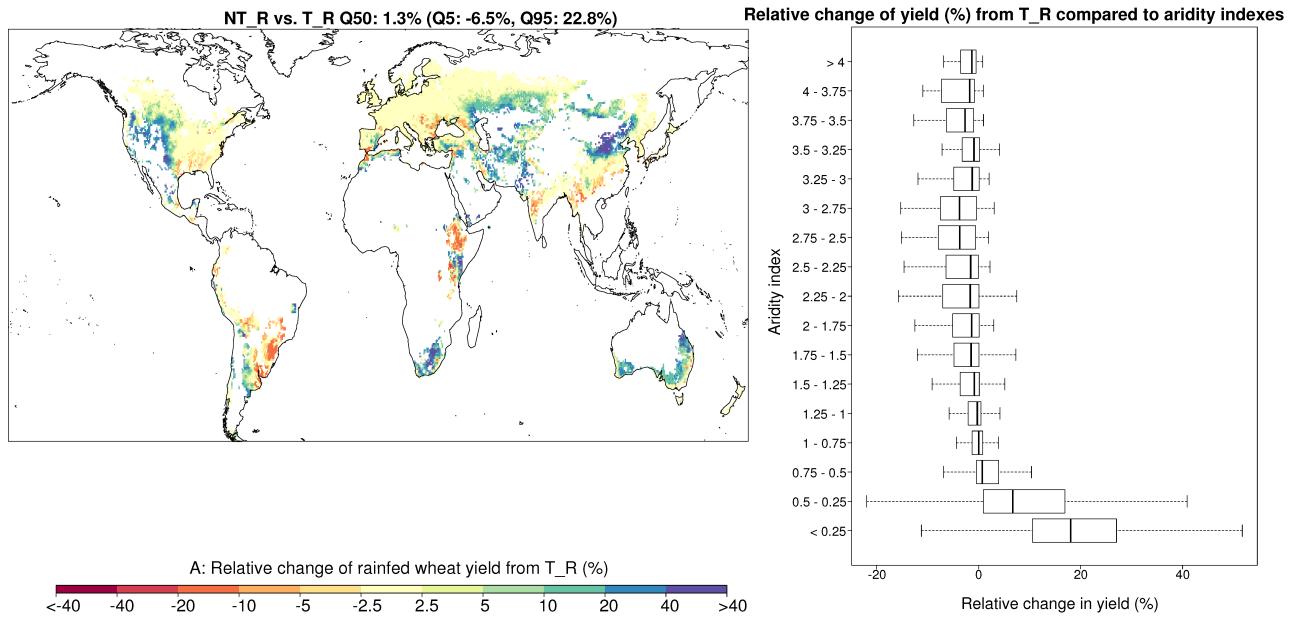 NT_R vs. T_R Q50: 1.3% (Q5: -6.5%, Q95: 22.8%)
A: Relative change of rainfed wheat yield from T_R (%)
<-40 -40 -20 -10 -5 -2.5 2.5 5 10 20 40 >40
Relative change of yield (%) from T_R compared to aridity indexes
Aridity index
> 4
4 - 3.75
3.75 - 3.5
3.5 - 3.25
3.25 - 3
3 - 2.75
2.75 - 2.5
2.5 - 2.25
2.25 - 2
2 - 1.75
1.75 - 1.5
1.5 - 1.25
1.25 - 1
1 - 0.75
0.75 - 0.5
0.5 - 0.25
< 0.25
-20 0 20 40
Relative change in yield (%)